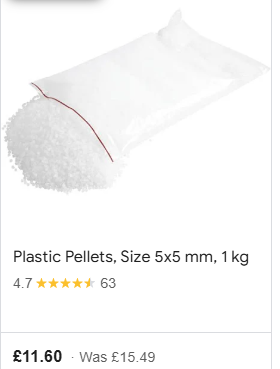 Plastic Pellets, Size 5x5 mm, 1 kg
4.7 ★★★★★ 63
£11.60 · Was £15.49